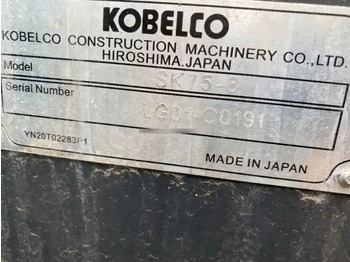 KOBELCO
KOBELCO CONSTRUCTION MACHINERY CO.,LTD.
HIROSHIMA.JAPAN
Model SK75-8
Serial Number LG01-C0191
YN20T02283P1
MADE IN JAPAN